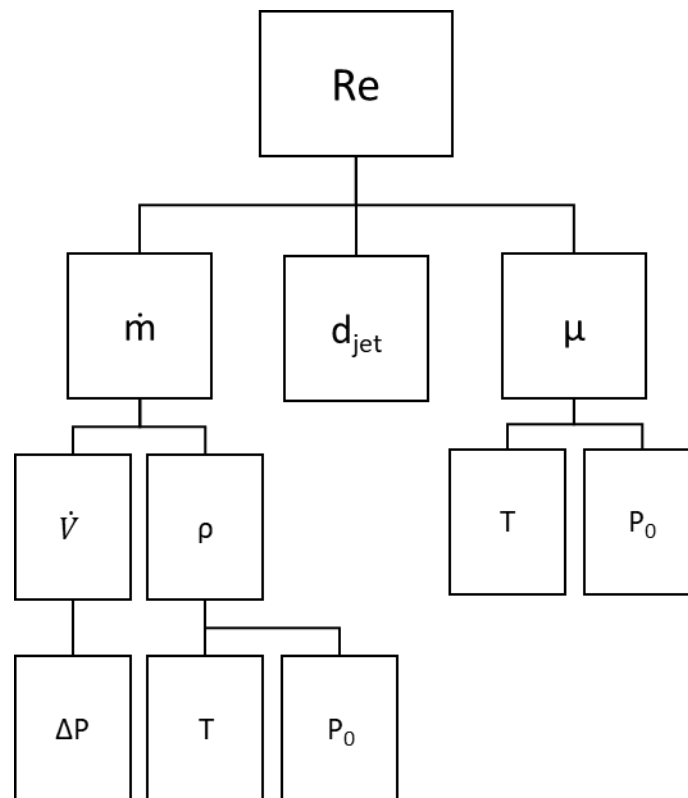 Re
ṁ
d_jet
μ
V̇
ρ
T
P₀
ΔP
T
P₀